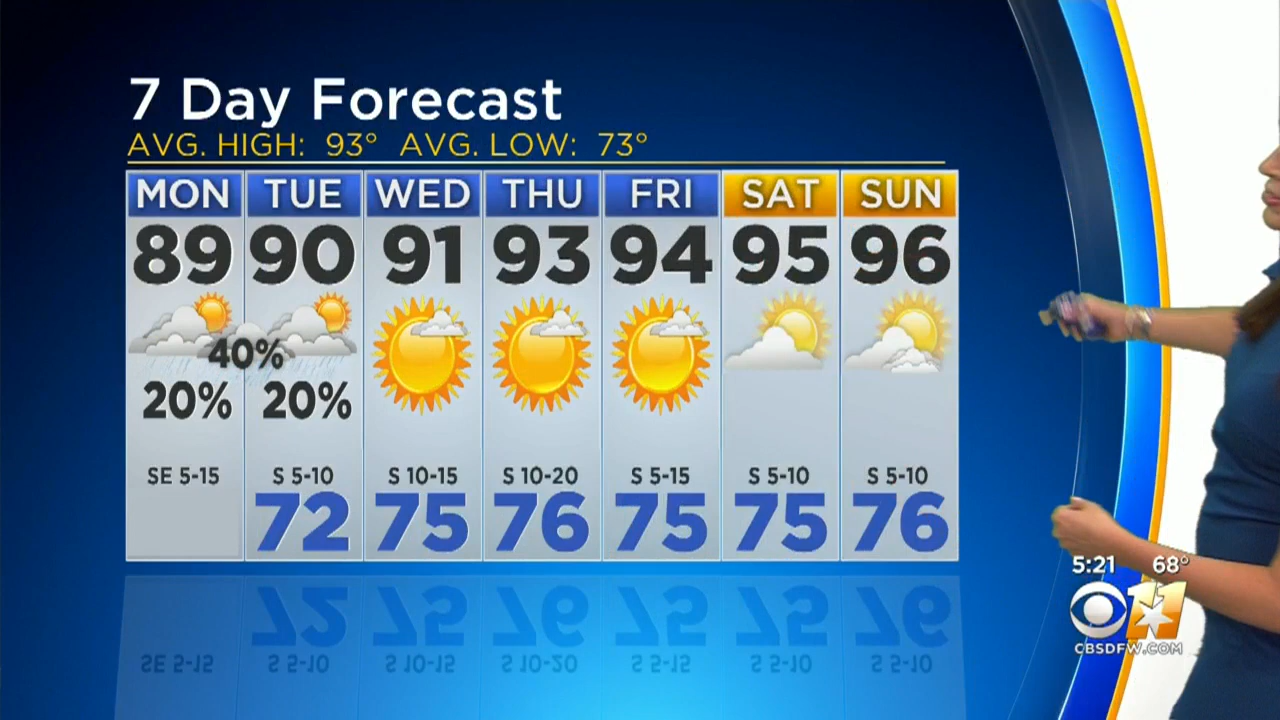 7 Day Forecast
AVG. HIGH: 93° AVG. LOW: 73°
MON TUE WED THU FRI SAT SUN
89 90 91 93 94 95 96
40%
20% 20%
SE 5-15 S 5-10 S 10-15 S 10-20 S 5-15 S 5-10 S 5-10
72 75 76 75 75 76
5:21 68°
11
CBSDFW.COM